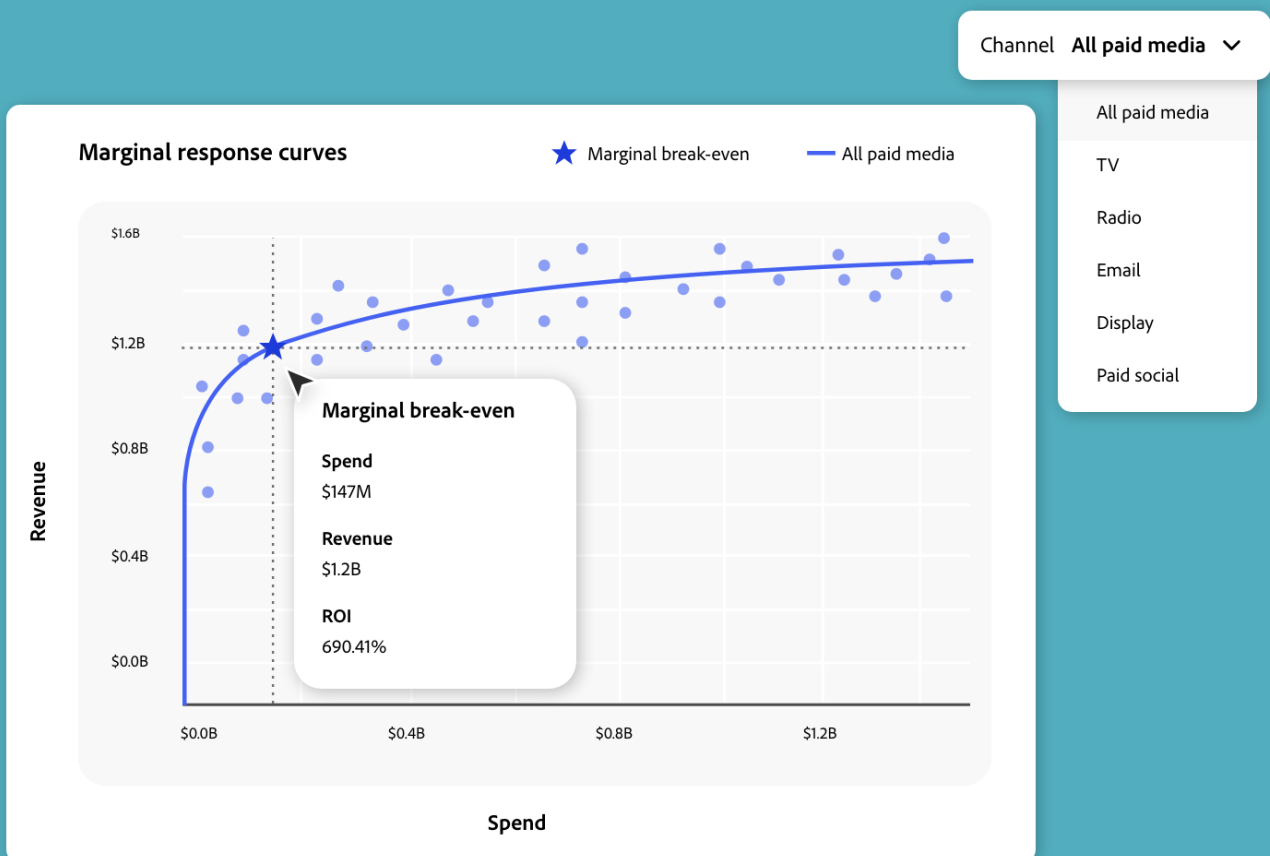 Channel All paid media
All paid media
TV
Radio
Email
Display
Paid social
Marginal response curves
Marginal break-even
All paid media
Revenue
$1.6B
$1.2B
$0.8B
$0.4B
$0.0B
Marginal break-even
Spend
$147M
Revenue
$1.2B
ROI
690.41%
$0.0B $0.4B $0.8B $1.2B
Spend